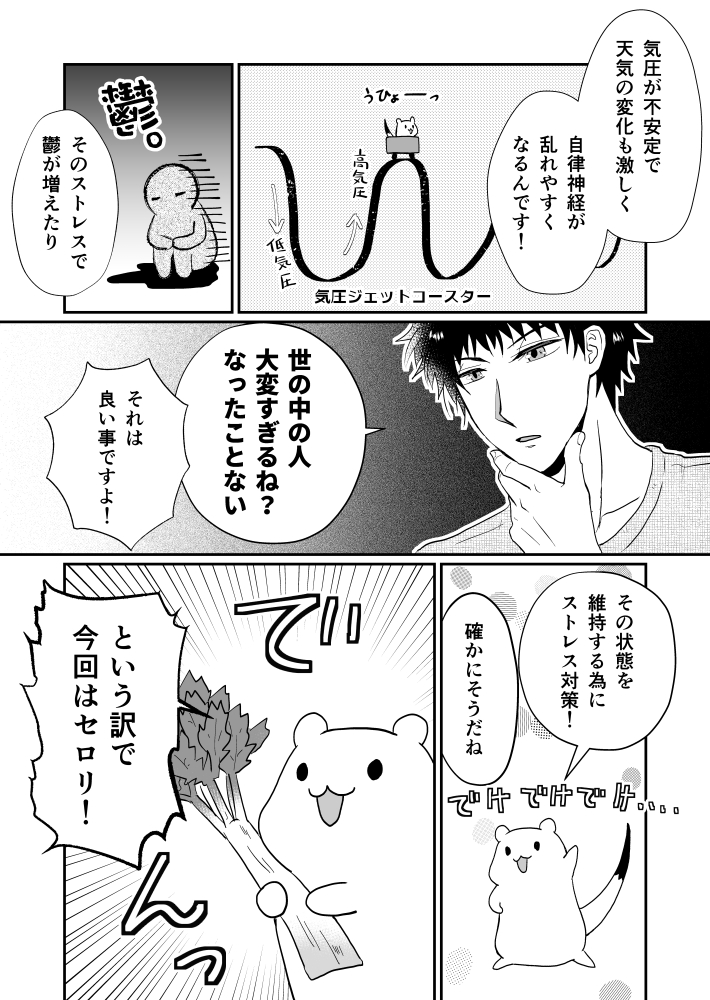 気圧が不安定で
天気の変化も激しく
自律神経が
乱れやすく
なるんです！
うひょーーっ
高気圧
低気圧
気圧ジェットコースター
鬱。
そのストレスで
鬱が増えたり
世の中の人
大変すぎるね？
なったことない
それは
良い事ですよ！
その状態を
維持する為に
ストレス対策！
確かにそうだね
でけでけでけ....
ででんっ
という訳で
今回はセロリ！